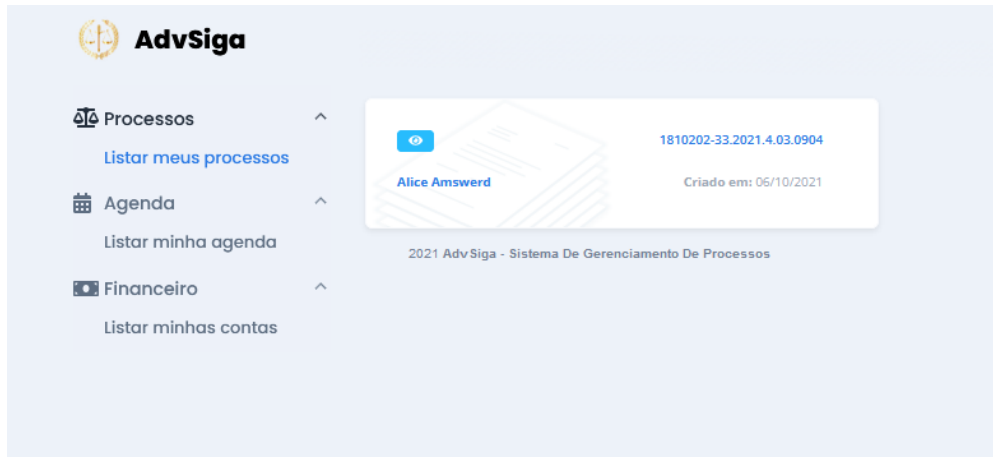 AdvSiga
Processos
Listar meus processos
Agenda
Listar minha agenda
Financeiro
Listar minhas contas
1810202-33.2021.4.03.0904
Alice Amswerd
Criado em: 06/10/2021
2021 AdvSiga - Sistema De Gerenciamento De Processos